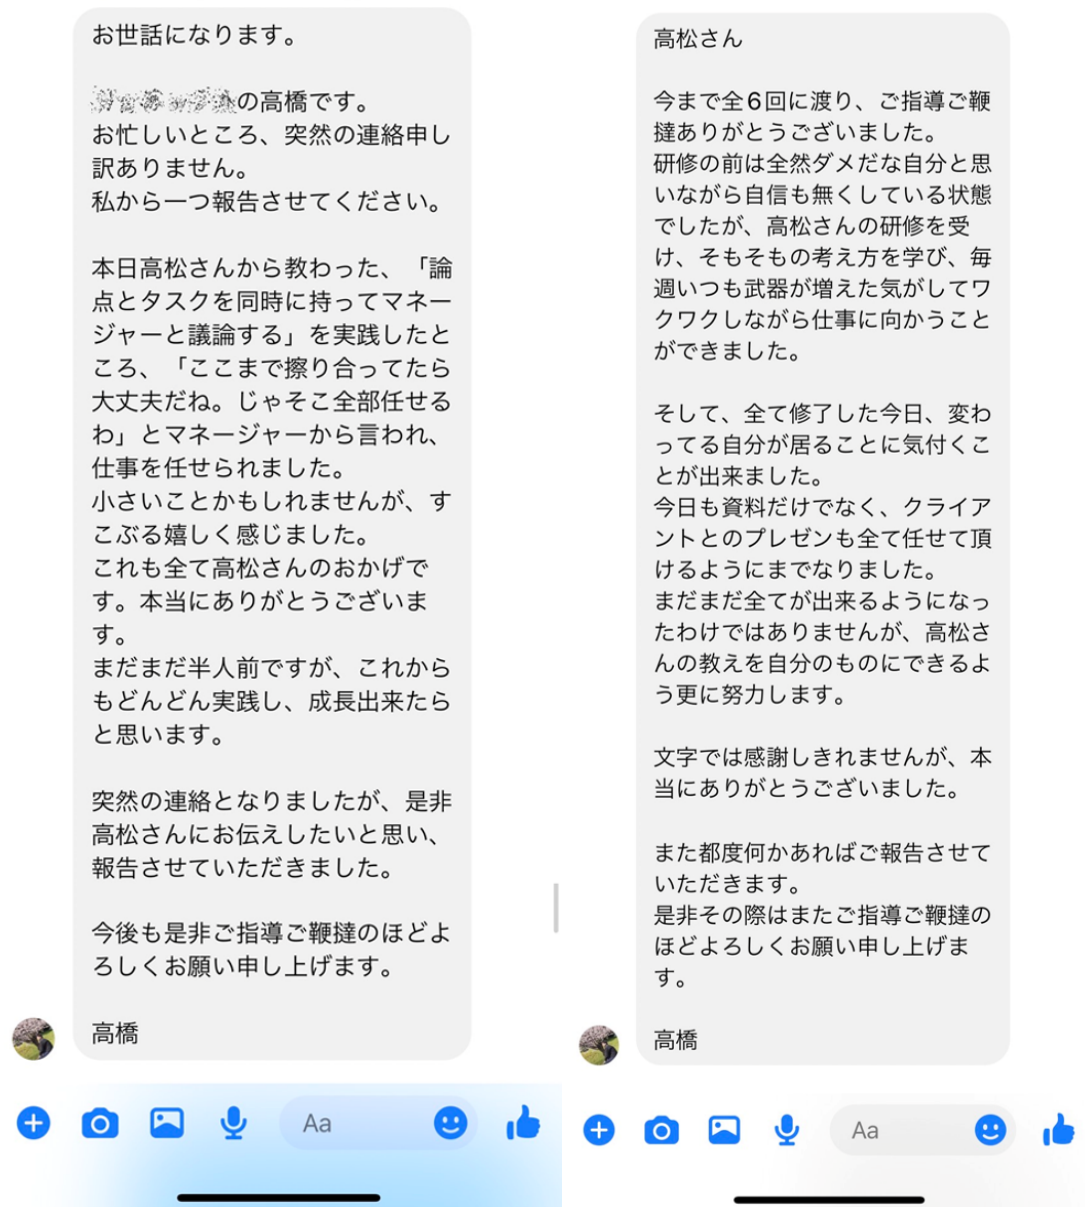 お世話になります。
の高橋です。
お忙しいところ、突然の連絡申し
訳ありません。
私から一つ報告させてください。
本日高松さんから教わった、「論
点とタスクを同時に持ってマネー
ジャーと議論する」を実践したと
ころ、「ここまで擦り合ってたら
大丈夫だね。じゃそこ全部任せる
わ」とマネージャーから言われ、
仕事を任せられました。
小さいことかもしれませんが、す
こぶる嬉しく感じました。
これも全て高松さんのおかげで
す。本当にありがとうございま
す。
まだまだ半人前ですが、これから
もどんどん実践し、成長出来たら
と思います。
突然の連絡となりましたが、是非
高松さんにお伝えしたいと思い、
報告させていただきました。
今後も是非ご指導ご鞭撻のほどよ
ろしくお願い申し上げます。
高橋
Aa
高松さん
今まで全6回に渡り、ご指導ご鞭
撻ありがとうございました。
研修の前は全然ダメだな自分と思
いながら自信も無くしている状態
でしたが、高松さんの研修を受
け、そもそもの考え方を学び、毎
週いつも武器が増えた気がしてワ
クワクしながら仕事に向かうこと
ができました。
そして、全て修了した今日、変わ
ってる自分が居ることに気付くこ
とが出来ました。
今日も資料だけでなく、クライア
ントとのプレゼンも全て任せて頂
けるようにまでなりました。
まだまだ全てが出来るようになっ
たわけではありませんが、高松さ
んの教えを自分のものにできるよ
う更に努力します。
文字では感謝しきれませんが、本
当にありがとうございました。
また都度何かあればご報告させて
いただきます。
是非その際はまたご指導ご鞭撻の
ほどよろしくお願い申し上げま
す。
高橋
Aa